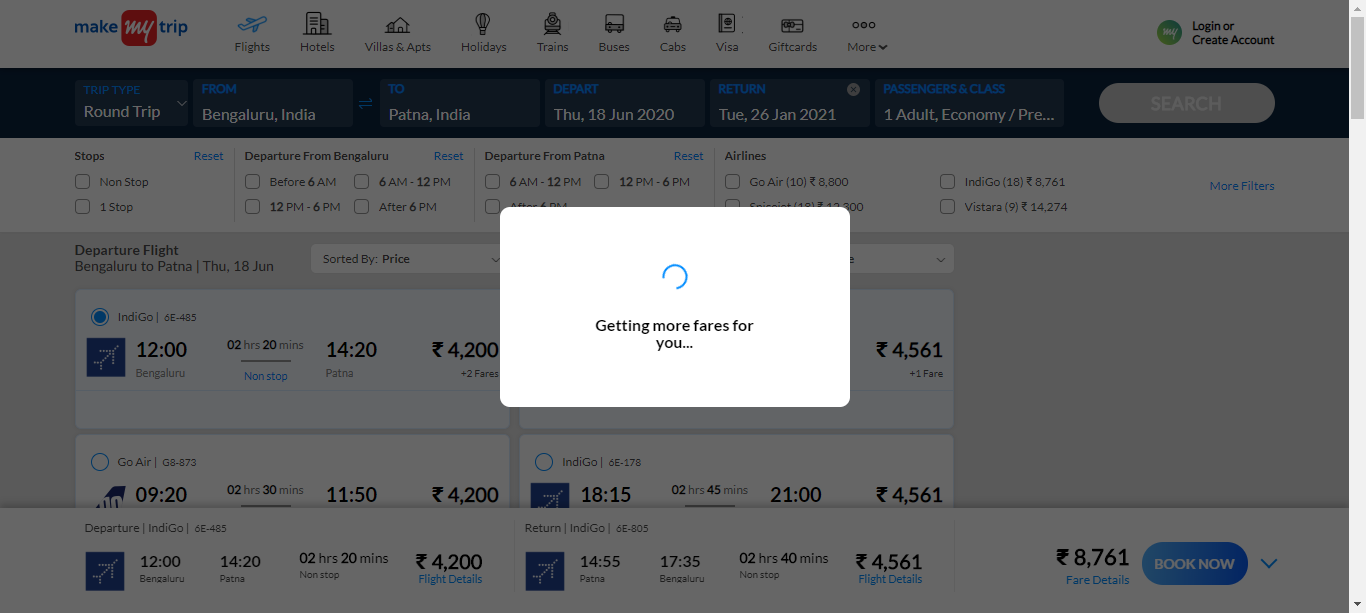 make my trip
Flights
Hotels
Villas & Apts
Holidays
Trains
Buses
Cabs
Visa
Giftcards
More
my
Login or
Create Account
TRIP TYPE
Round Trip
FROM
Bengaluru, India
TO
Patna, India
DEPART
Thu, 18 Jun 2020
RETURN
Tue, 26 Jan 2021
PASSENGERS & CLASS
1 Adult, Economy / Pre...
SEARCH
Stops Reset
Non Stop
1 Stop
Departure From Bengaluru Reset
Before 6 AM 6 AM - 12 PM
12 PM - 6 PM After 6 PM
Departure From Patna Reset
6 AM - 12 PM 12 PM - 6 PM
After 6 PM
Airlines
Go Air (10) ₹ 8,800 IndiGo (18) ₹ 8,761
Spicejet (18) ₹ 12,300 Vistara (9) ₹ 14,274
More Filters
Departure Flight
Bengaluru to Patna | Thu, 18 Jun
Sorted By: Price
IndiGo | 6E-485
12:00 02 hrs 20 mins 14:20 ₹ 4,200
Bengaluru Non stop Patna +2 Fares
₹ 4,561
+1 Fare
Getting more fares for
you...
Go Air | G8-873
09:20 02 hrs 30 mins 11:50 ₹ 4,200
IndiGo | 6E-178
18:15 02 hrs 45 mins 21:00 ₹ 4,561
Departure | IndiGo | 6E-485
12:00 14:20 02 hrs 20 mins ₹ 4,200
Bengaluru Patna Non stop Flight Details
Return | IndiGo | 6E-805
14:55 17:35 02 hrs 40 mins ₹ 4,561
Patna Bengaluru Non stop Flight Details
₹ 8,761
Fare Details
BOOK NOW